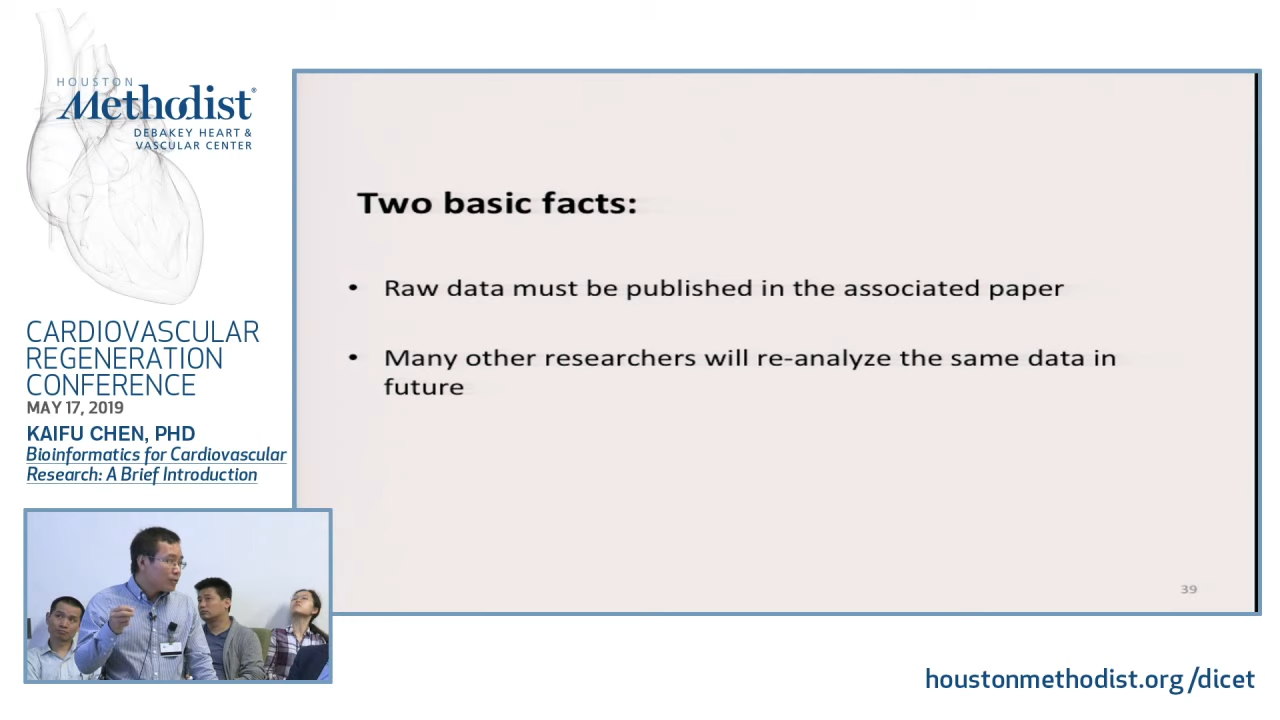 HOUSTON
Methodist®
DEBAKEY HEART &
VASCULAR CENTER
CARDIOVASCULAR
REGENERATION
CONFERENCE
MAY 17, 2019
KAIFU CHEN, PHD
Bioinformatics for Cardiovascular
Research: A Brief Introduction
Two basic facts:
• Raw data must be published in the associated paper
• Many other researchers will re-analyze the same data in
future
39
houstonmethodist.org/dicet